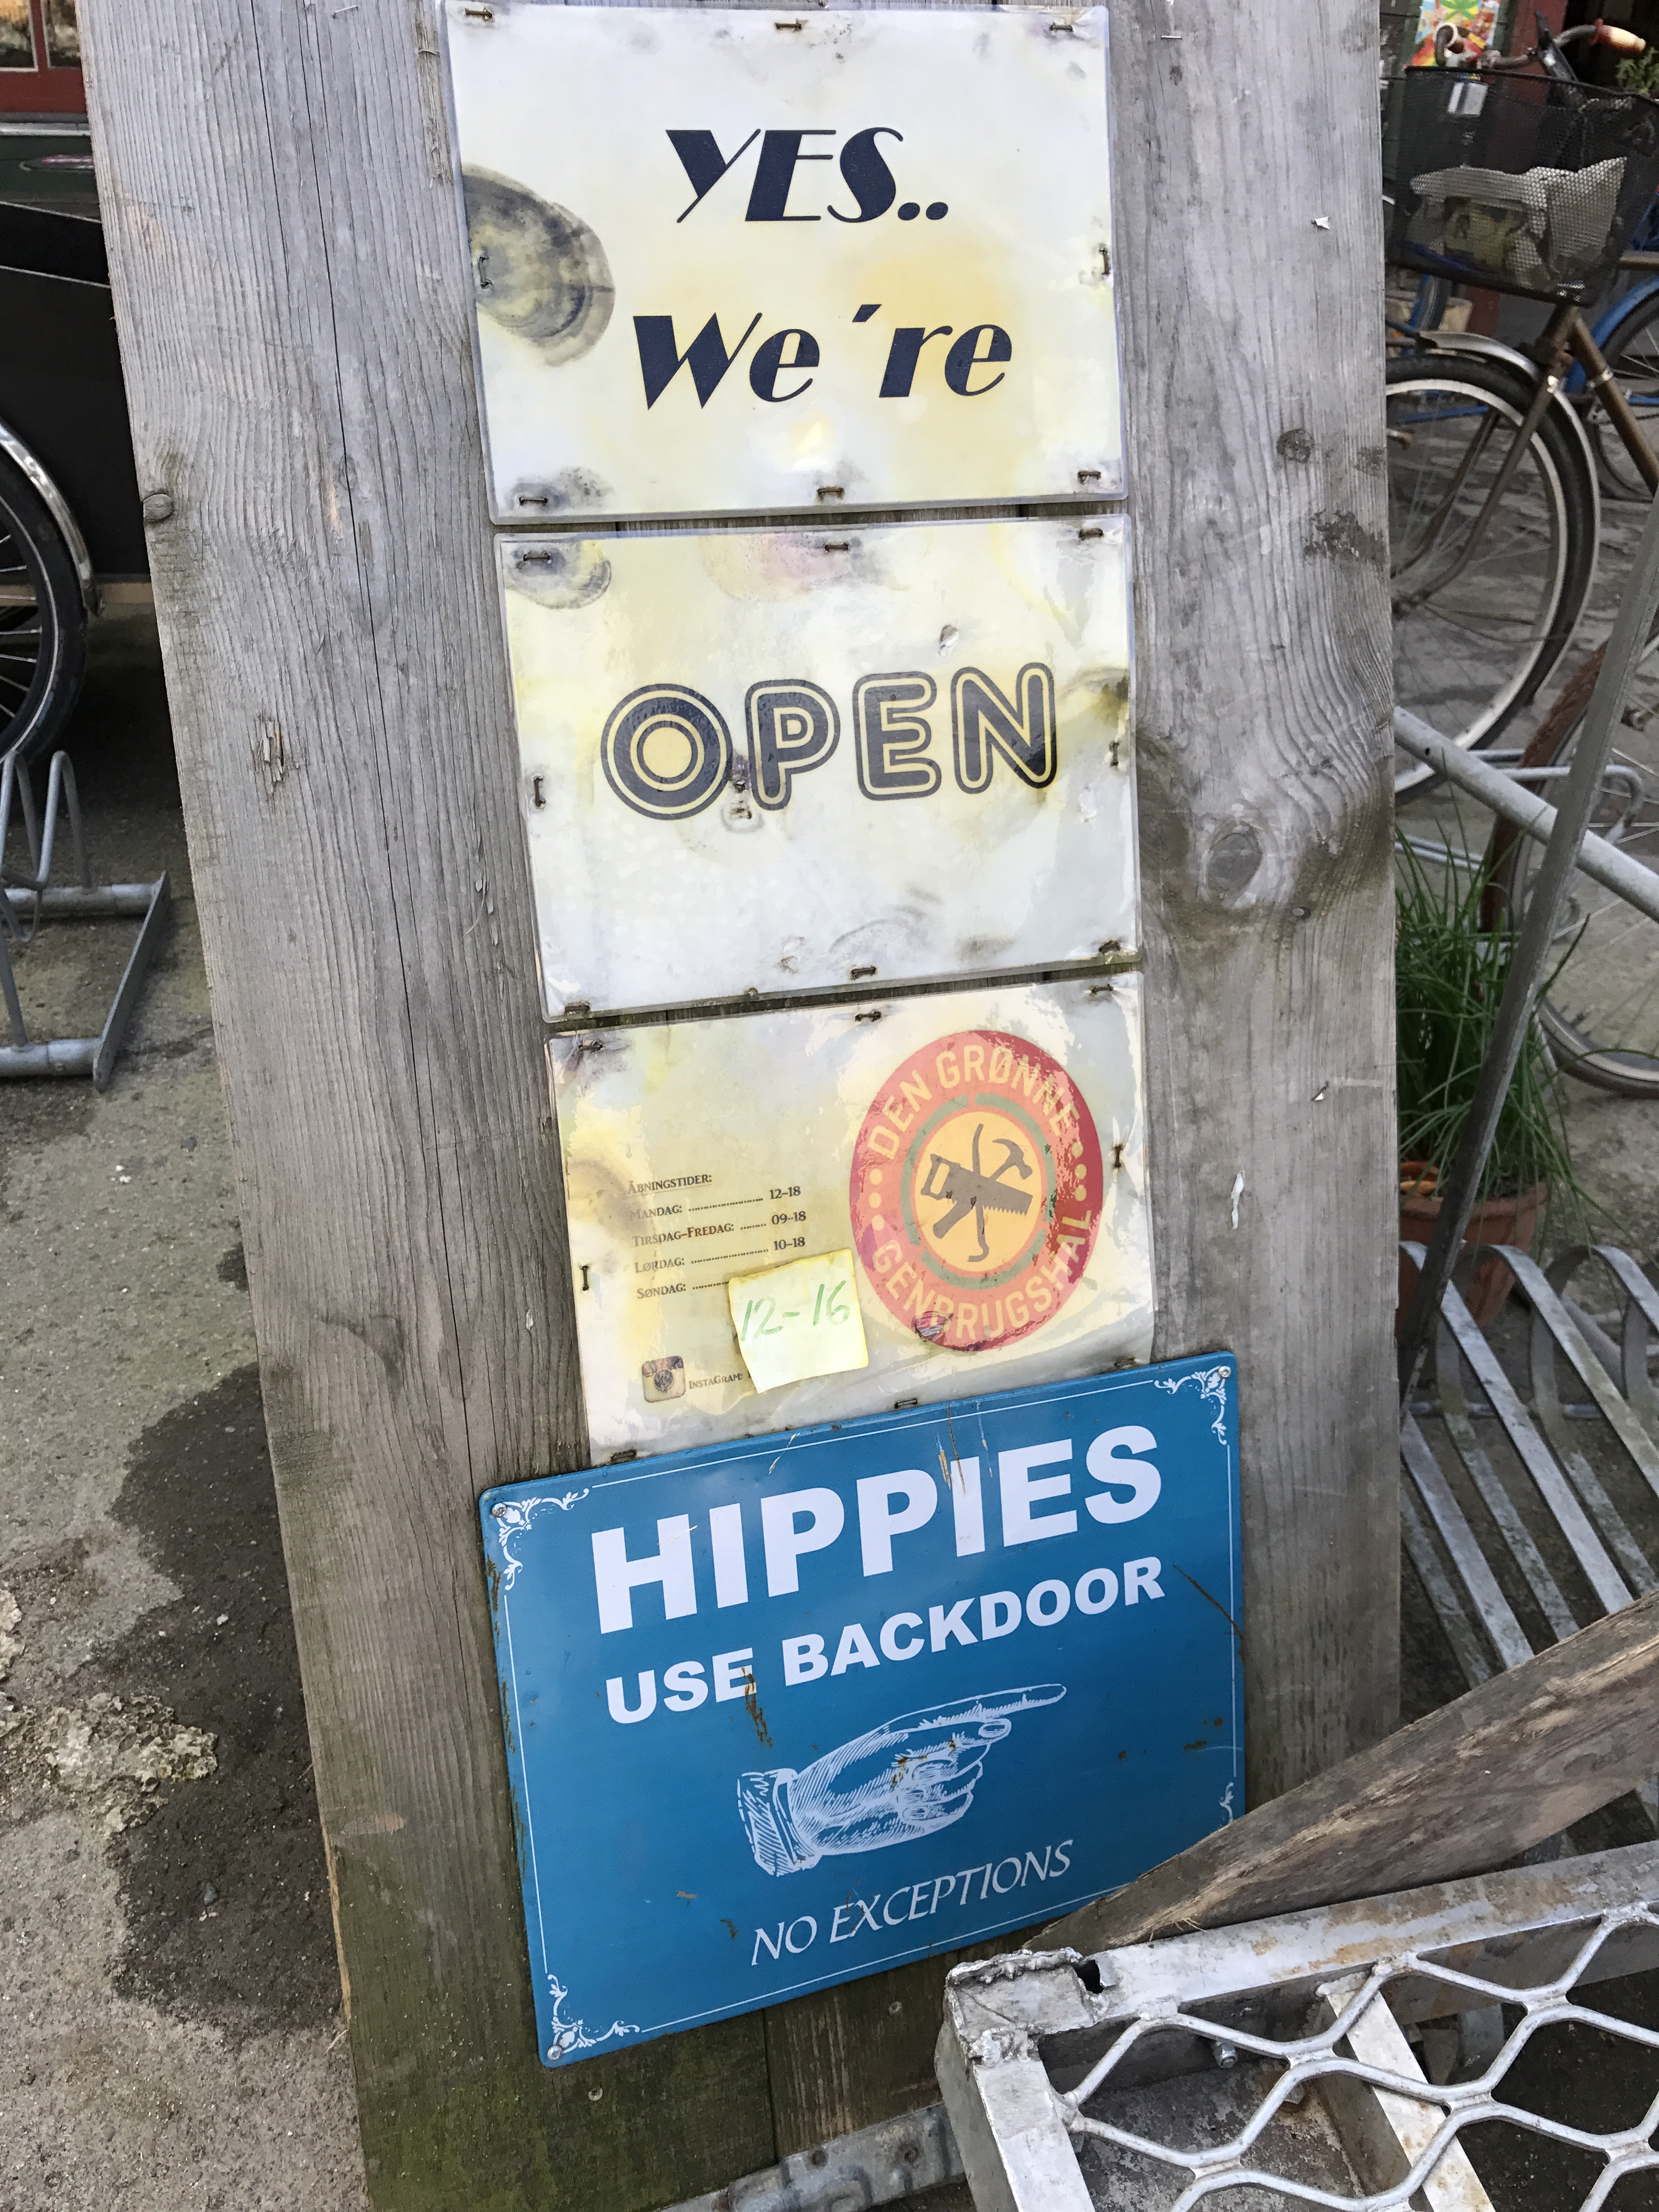 YES..
We´re
OPEN
ÅBNINGSTIDER:
MANDAG: ........................ 12-18
TIRSDAG-FREDAG: ......... 09-18
LØRDAG: ......................... 10-18
SØNDAG: ............
12-16
DEN GRØNNE
GENBRUGSHAL
INSTAGRAM:
HIPPIES
USE BACKDOOR
NO EXCEPTIONS